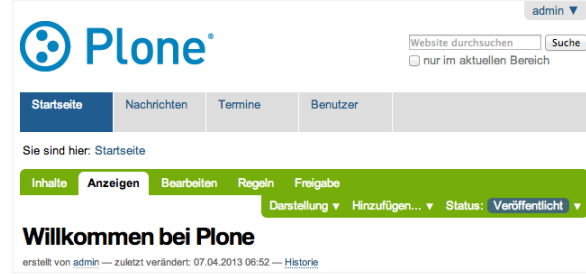 admin ▼
Plone®
Website durchsuchen Suche
nur im aktuellen Bereich
Startseite Nachrichten Termine Benutzer
Sie sind hier: Startseite
Inhalte Anzeigen Bearbeiten Regeln Freigabe
Darstellung ▼ Hinzufügen... ▼ Status: Veröffentlicht ▼
Willkommen bei Plone
erstellt von admin — zuletzt verändert: 07.04.2013 06:52 — Historie